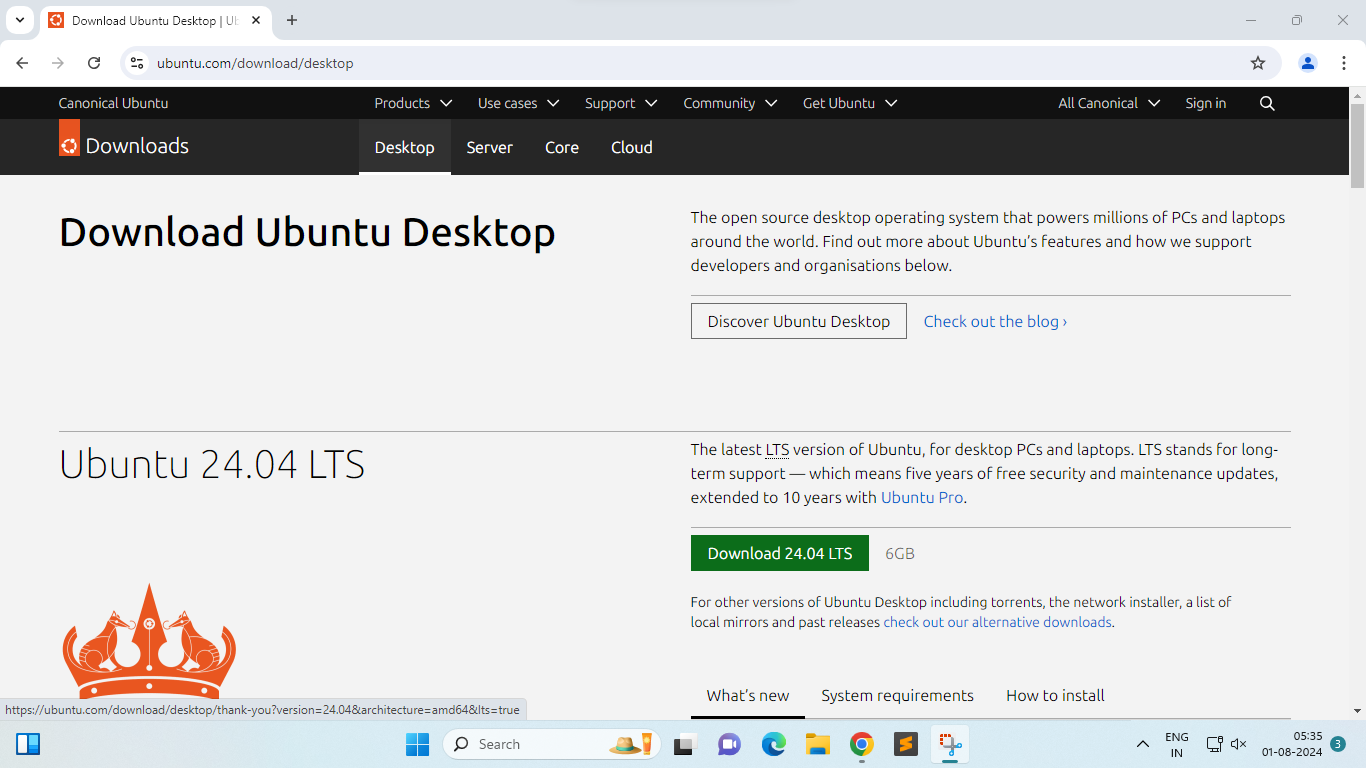 Download Ubuntu Desktop | Ub
ubuntu.com/download/desktop
Canonical Ubuntu
Products
Use cases
Support
Community
Get Ubuntu
All Canonical
Sign in
Downloads
Desktop
Server
Core
Cloud
Download Ubuntu Desktop
The open source desktop operating system that powers millions of PCs and laptops
around the world. Find out more about Ubuntu’s features and how we support
developers and organisations below.
Discover Ubuntu Desktop
Check out the blog ›
Ubuntu 24.04 LTS
The latest LTS version of Ubuntu, for desktop PCs and laptops. LTS stands for long-
term support — which means five years of free security and maintenance updates,
extended to 10 years with Ubuntu Pro.
Download 24.04 LTS
6GB
For other versions of Ubuntu Desktop including torrents, the network installer, a list of
local mirrors and past releases check out our alternative downloads.
What’s new
System requirements
How to install
https://ubuntu.com/download/desktop/thank-you?version=24.04&architecture=amd64&lts=true
Search
ENG
IN
05:35
01-08-2024
3